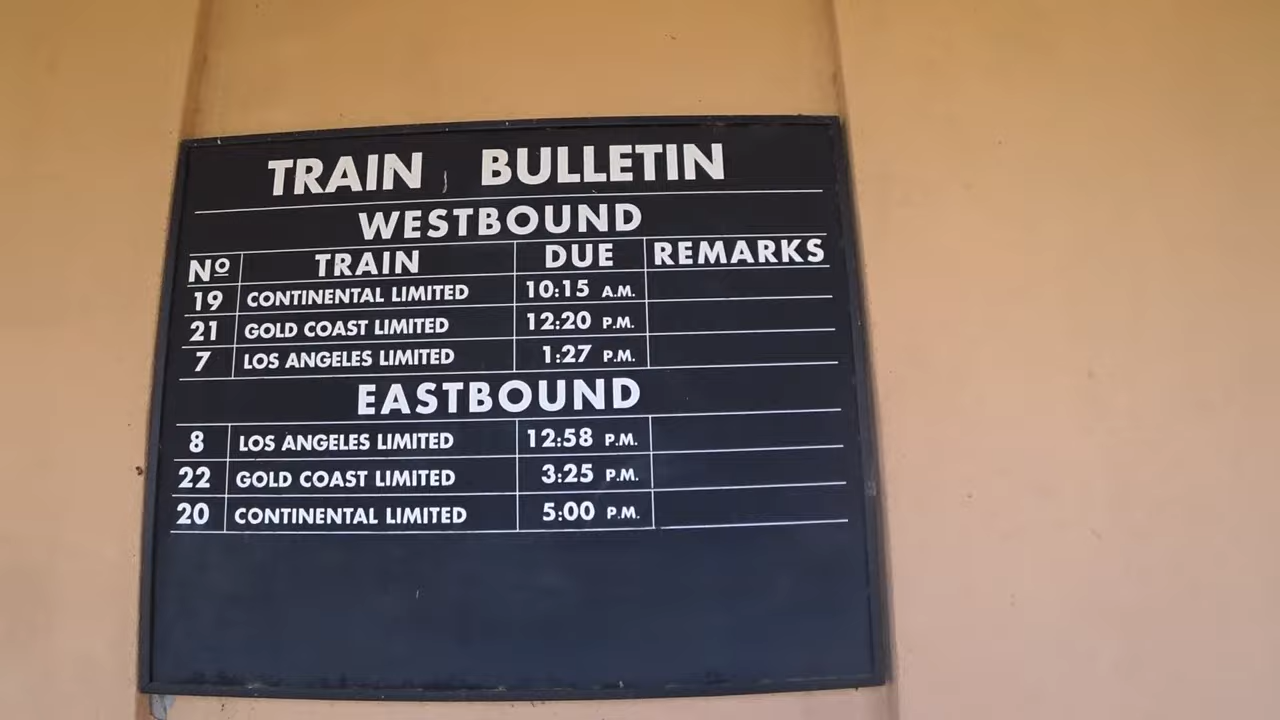 TRAIN BULLETIN
WESTBOUND
Nº TRAIN DUE REMARKS
19 CONTINENTAL LIMITED 10:15 A.M.
21 GOLD COAST LIMITED 12:20 P.M.
7 LOS ANGELES LIMITED 1:27 P.M.
EASTBOUND
8 LOS ANGELES LIMITED 12:58 P.M.
22 GOLD COAST LIMITED 3:25 P.M.
20 CONTINENTAL LIMITED 5:00 P.M.